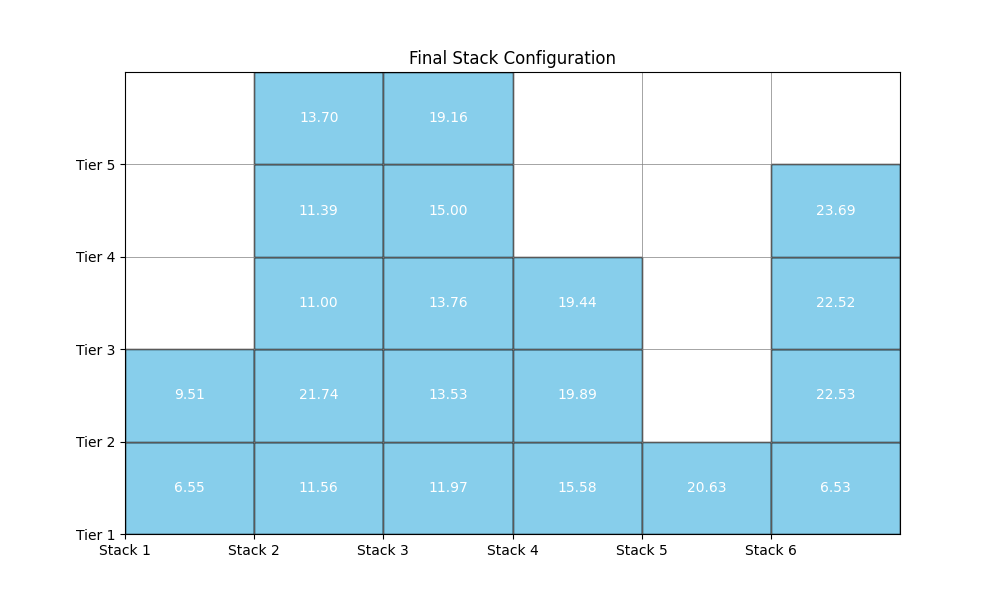 Final Stack Configuration
13.70 19.16
Tier 5
11.39 15.00 23.69
Tier 4
11.00 13.76 19.44 22.52
Tier 3
9.51 21.74 13.53 19.89 22.53
Tier 2
6.55 11.56 11.97 15.58 20.63 6.53
Tier 1
Stack 1 Stack 2 Stack 3 Stack 4 Stack 5 Stack 6